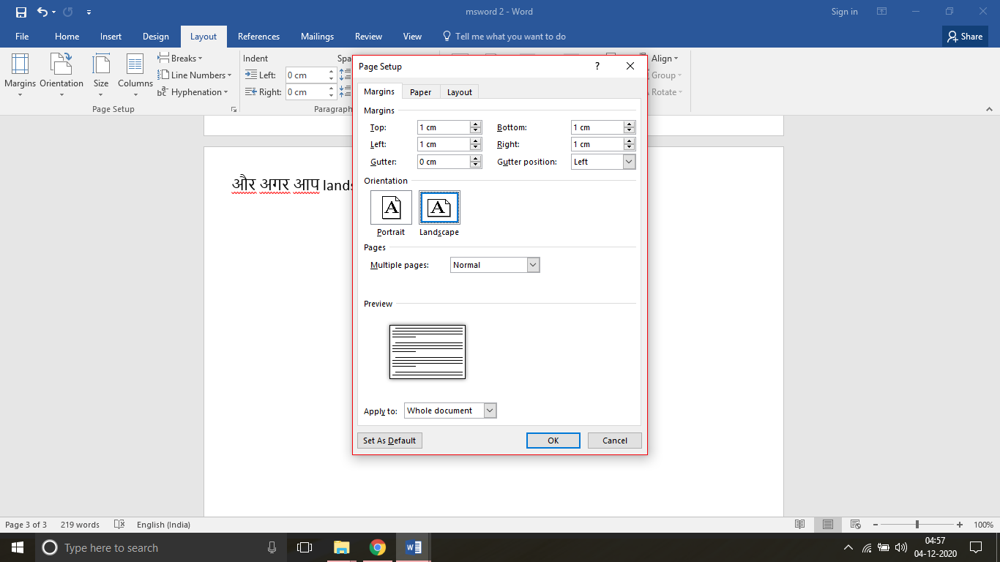 msword 2 - Word
Sign in
File Home Insert Design Layout References Mailings Review View Tell me what you want to do Share
Margins Orientation Size Columns
Breaks
Line Numbers
Hyphenation
Page Setup
Indent
Left: 0 cm
Right: 0 cm
Paragraph
Align
Group
Rotate
और अगर आप
Page Setup
?
Margins Paper Layout
Margins
Top: 1 cm Bottom: 1 cm
Left: 1 cm Right: 1 cm
Gutter: 0 cm Gutter position: Left
Orientation
A A
Portrait Landscape
Pages
Multiple pages: Normal
Preview
Apply to: Whole document
Set As Default OK Cancel
Page 3 of 3 219 words English (India) 100%
Type here to search
04:57
04-12-2020